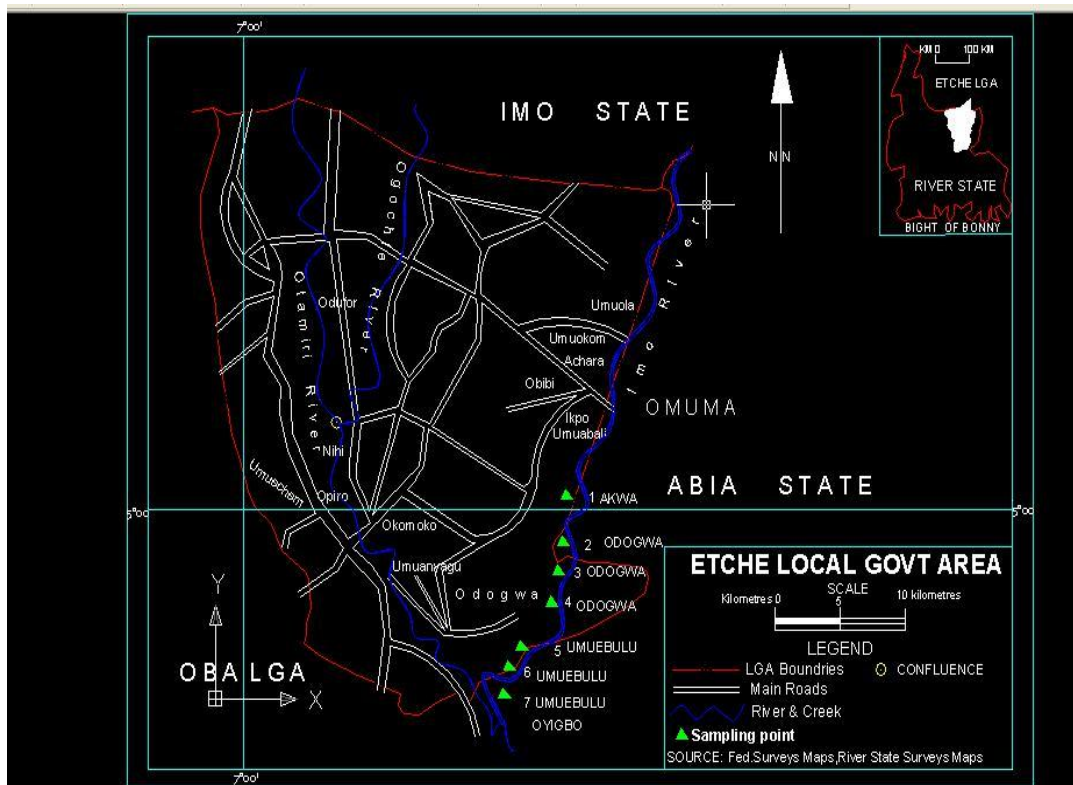 7°00'
KM 0 100 KM
ETCHE LGA
RIVER STATE
BIGHT OF BONNY
IMO STATE
N N
Ogochie River
Otamiri River
Imo River
Odufor
Umuola
Umuokom
Achara
Obibi
OMUMA
Ikpo
Umuabali
Nihi
Umuechem
Opiro
1 AKWA
ABIA STATE
5°00
5°00
Okomoko
2 ODOGWA
Umuanyagu
3 ODOGWA
Odogwa
4 ODOGWA
5 UMUEBULU
6 UMUEBULU
7 UMUEBULU
OYIGBO
Y
X
OBA LGA
ETCHE LOCAL GOVT AREA
SCALE
Kilometres 0 5 10 kilometres
LEGEND
LGA Boundries
CONFLUENCE
Main Roads
River & Creek
Sampling point
SOURCE: Fed.Surveys Maps,River State Surveys Maps
7°00'